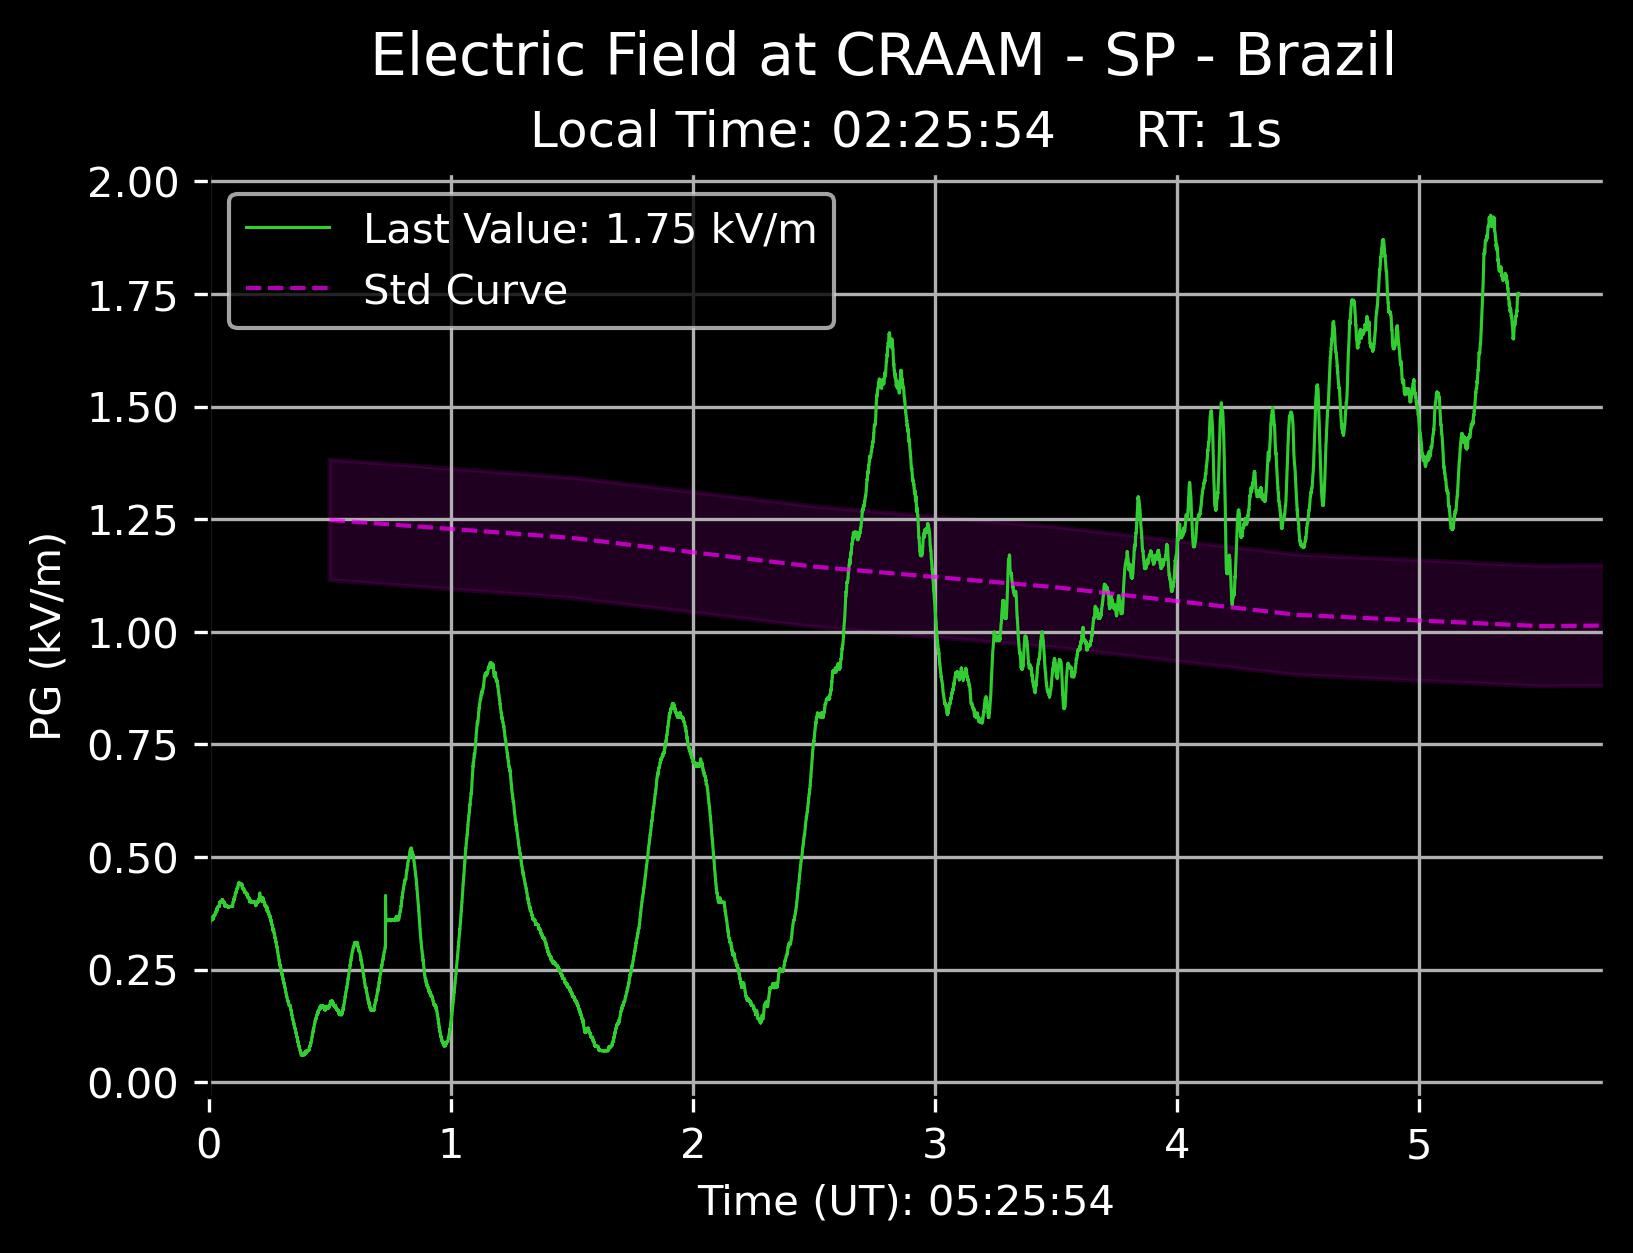 Electric Field at CRAAM - SP - Brazil
Local Time: 02:25:54 RT: 1s
Last Value: 1.75 kV/m
Std Curve
PG (kV/m)
2.00
1.75
1.50
1.25
1.00
0.75
0.50
0.25
0.00
0 1 2 3 4 5
Time (UT): 05:25:54